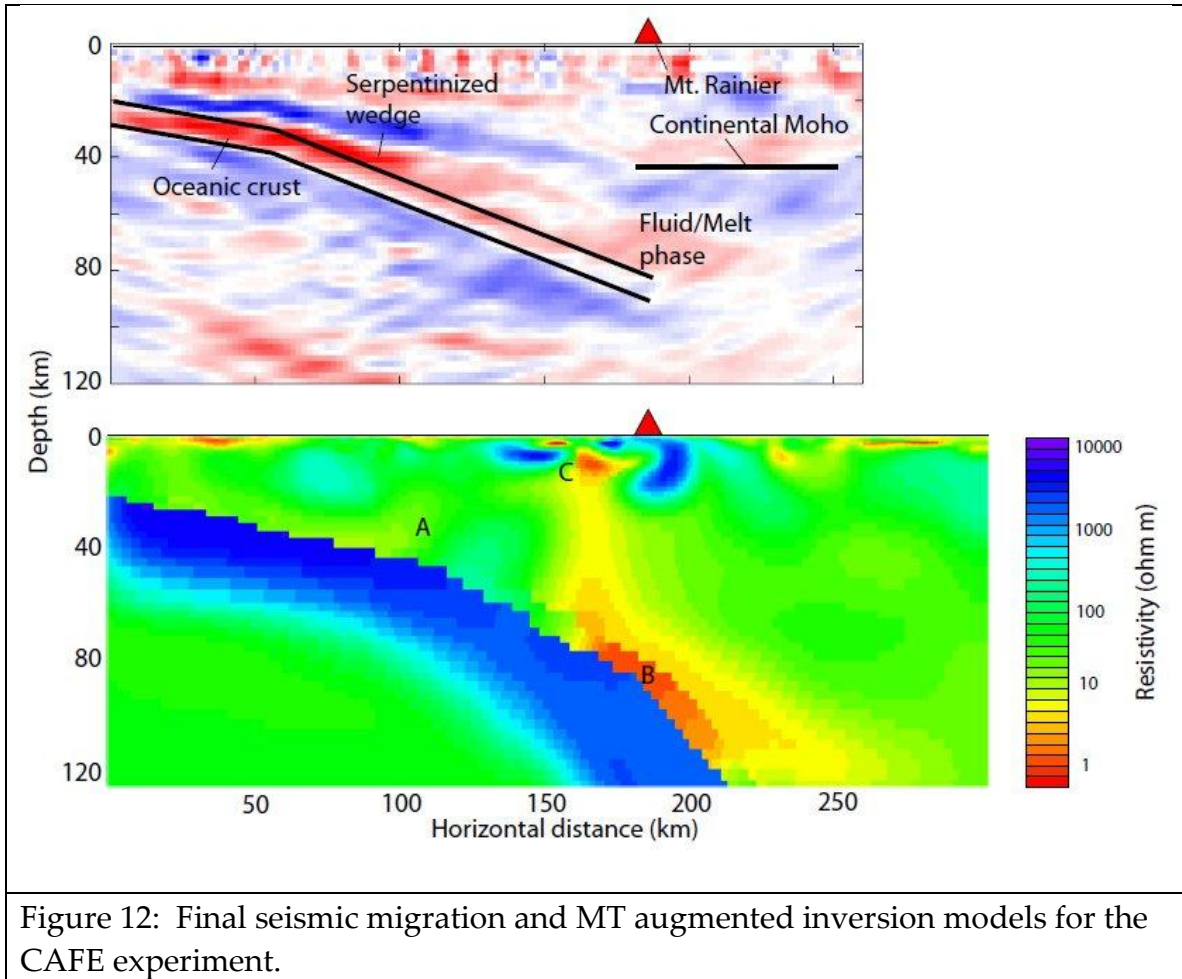 0
Mt. Rainier
Serpentinized
wedge
Continental Moho
40
Oceanic crust
Fluid/Melt
phase
80
120
Depth (km)
0
C
A
40
80
B
120
50
100
150
200
250
Horizontal distance (km)
10000
1000
100
10
1
Resistivity (ohm m)
Figure 12: Final seismic migration and MT augmented inversion models for the
CAFE experiment.